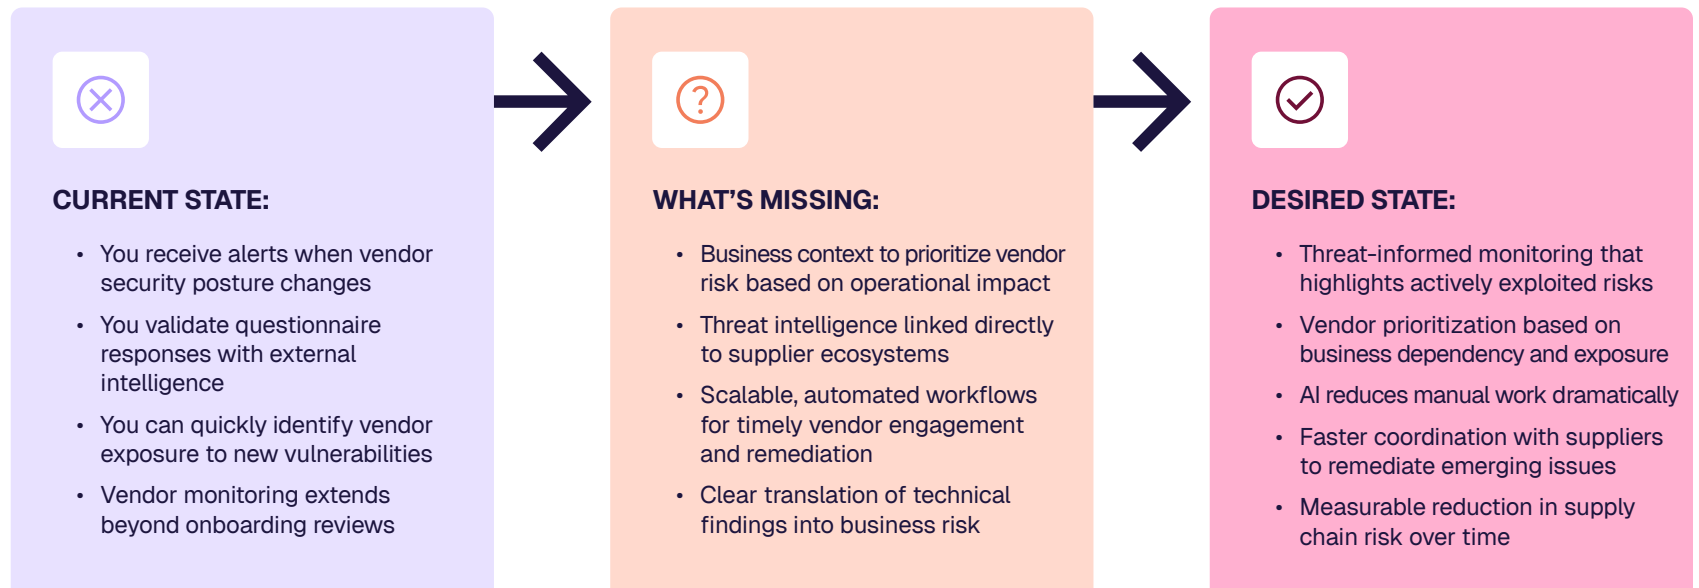 CURRENT STATE:
• You receive alerts when vendor
security posture changes
• You validate questionnaire
responses with external
intelligence
• You can quickly identify vendor
exposure to new vulnerabilities
• Vendor monitoring extends
beyond onboarding reviews
WHAT’S MISSING:
• Business context to prioritize vendor
risk based on operational impact
• Threat intelligence linked directly
to supplier ecosystems
• Scalable, automated workflows
for timely vendor engagement
and remediation
• Clear translation of technical
findings into business risk
DESIRED STATE:
• Threat-informed monitoring that
highlights actively exploited risks
• Vendor prioritization based on
business dependency and exposure
• AI reduces manual work dramatically
• Faster coordination with suppliers
to remediate emerging issues
• Measurable reduction in supply
chain risk over time